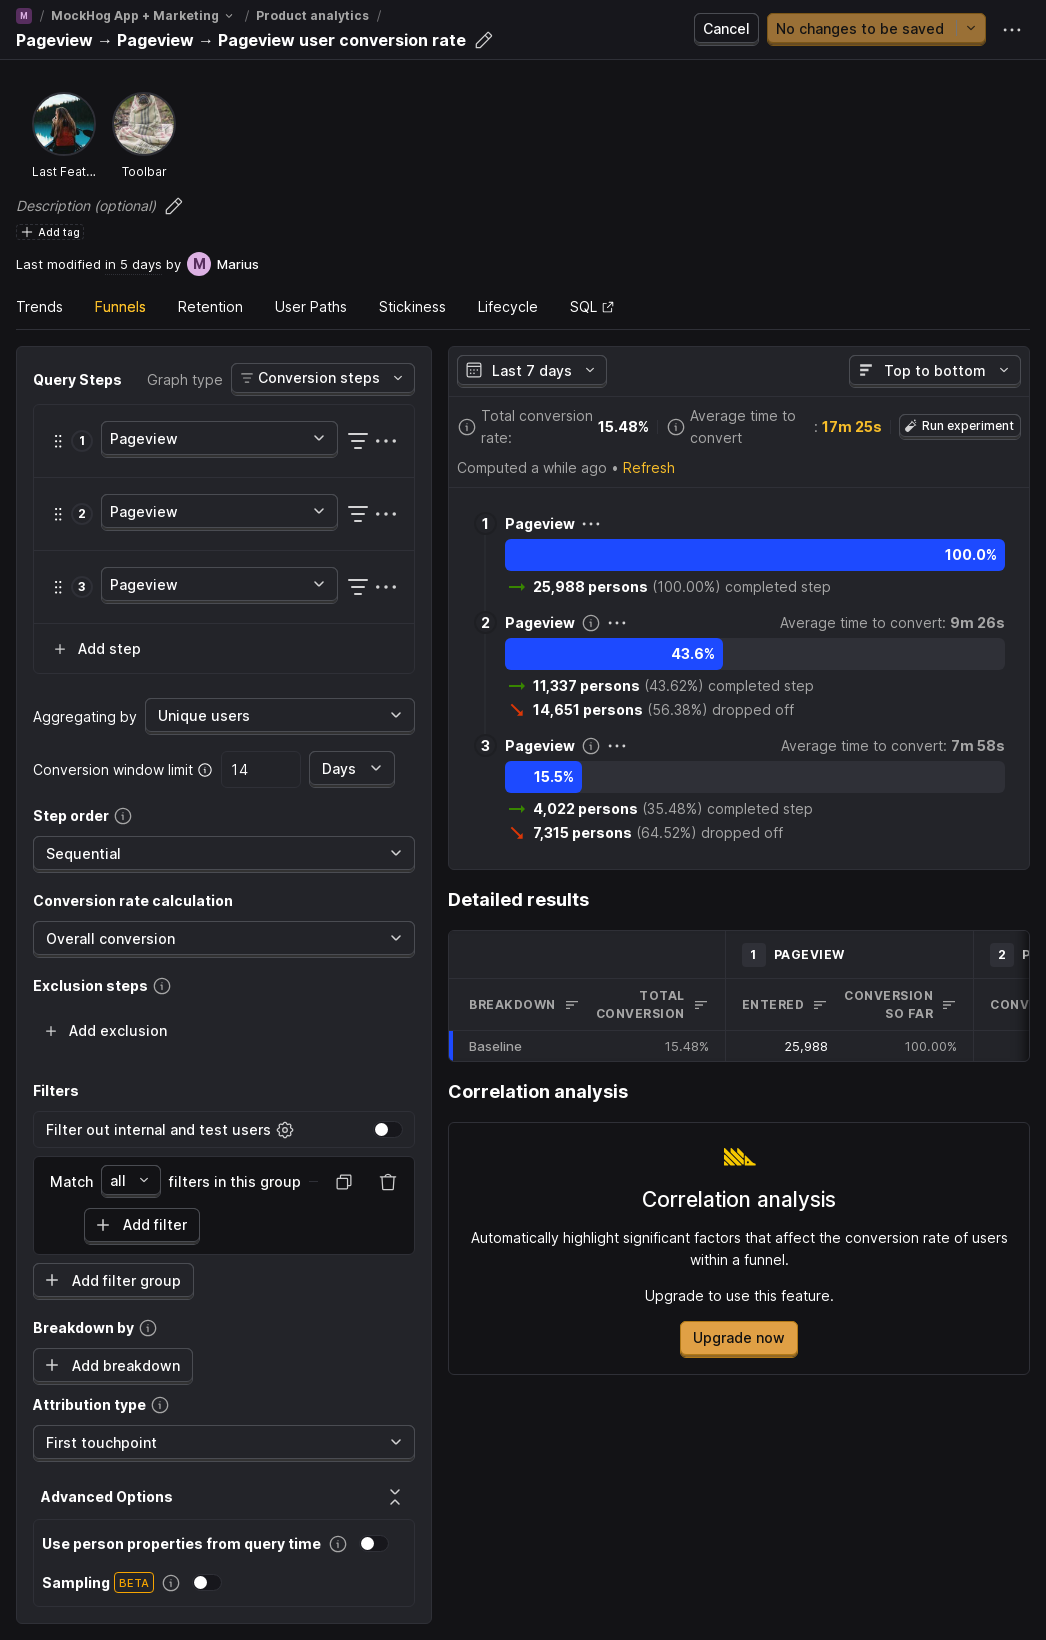 M / MockHog App + Marketing / Product analytics /
Pageview → Pageview → Pageview user conversion rate
Cancel
No changes to be saved
Last Feat...
Toolbar
Description (optional)
Add tag
Last modified in 5 days by M Marius
Trends Funnels Retention User Paths Stickiness Lifecycle SQL
Query Steps Graph type Conversion steps
1 Pageview
2 Pageview
3 Pageview
Add step
Aggregating by Unique users
Conversion window limit 14 Days
Step order
Sequential
Conversion rate calculation
Overall conversion
Exclusion steps
Add exclusion
Filters
Filter out internal and test users
Match all filters in this group
Add filter
Add filter group
Breakdown by
Add breakdown
Attribution type
First touchpoint
Advanced Options
Use person properties from query time
Sampling BETA
Last 7 days
Top to bottom
Total conversion rate: 15.48%
Average time to convert : 17m 25s
Run experiment
Computed a while ago • Refresh
1 Pageview
100.0%
25,988 persons (100.00%) completed step
2 Pageview Average time to convert: 9m 26s
43.6%
11,337 persons (43.62%) completed step
14,651 persons (56.38%) dropped off
3 Pageview Average time to convert: 7m 58s
15.5%
4,022 persons (35.48%) completed step
7,315 persons (64.52%) dropped off
Detailed results
1 PAGEVIEW 2 P
BREAKDOWN TOTAL CONVERSION ENTERED CONVERSION SO FAR CONV
Baseline 15.48% 25,988 100.00%
Correlation analysis
Correlation analysis
Automatically highlight significant factors that affect the conversion rate of users
within a funnel.
Upgrade to use this feature.
Upgrade now